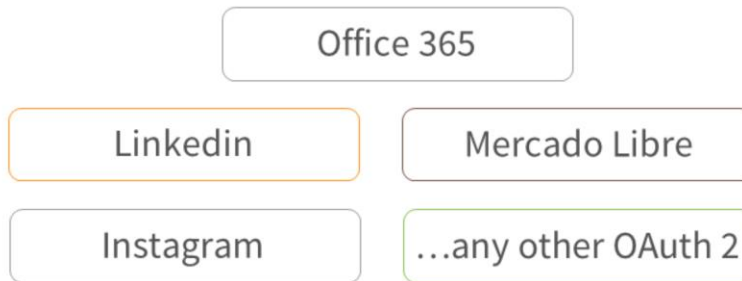 Office 365
Linkedin
Mercado Libre
Instagram
...any other OAuth 2